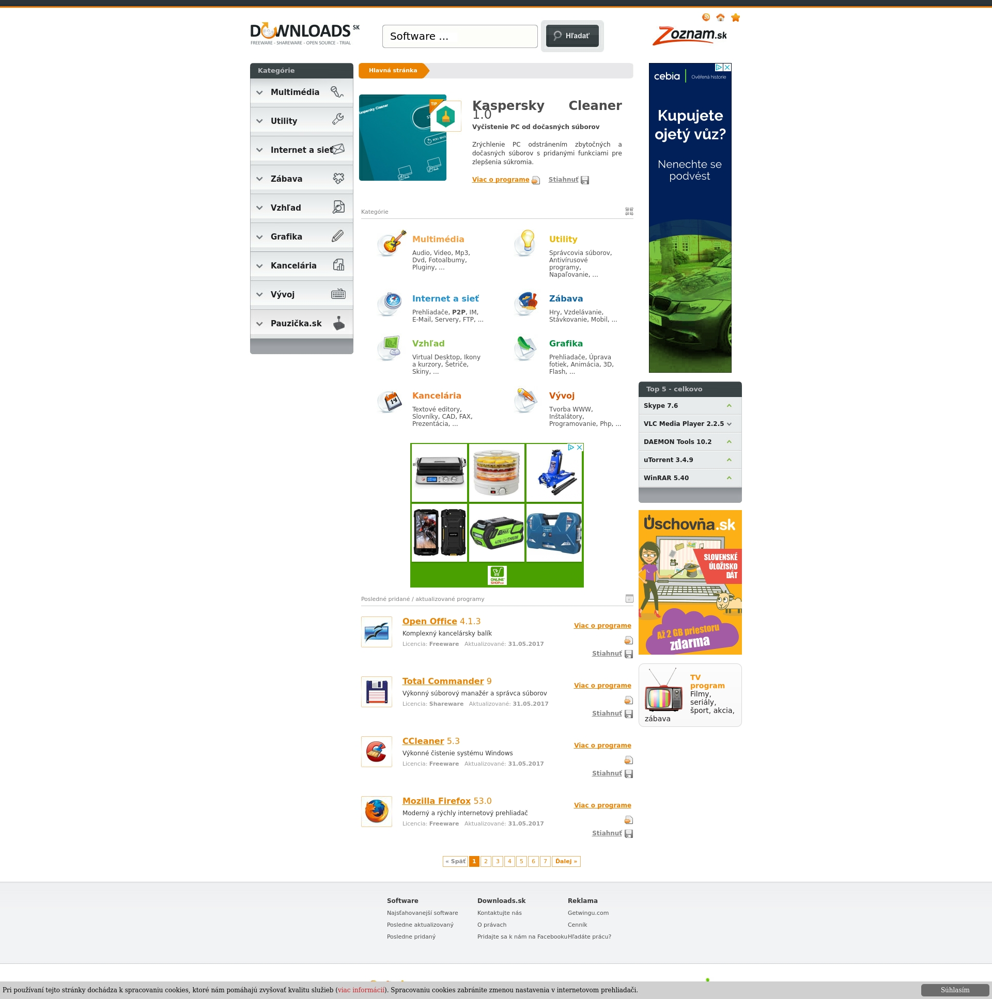 DOWNLOADS SK
FREEWARE - SHAREWARE - OPEN SOURCE - TRIAL
Software ...
Hľadať
Zoznam.sk
Kategórie
Multimédia
Utility
Internet a sieť
Zábava
Vzhľad
Grafika
Kancelária
Vývoj
Pauzička.sk
Hlavná stránka
Kaspersky Cleaner
TIP
ROLL BACK
Kaspersky Cleaner
1.0
Vyčistenie PC od dočasných súborov
Zrýchlenie PC odstránením zbytočných a
dočasných súborov s pridanými funkciami pre
zlepšenia súkromia.
Viac o programe
Stiahnuť
Kategórie
Multimédia
Audio, Video, Mp3,
Dvd, Fotoalbumy,
Pluginy, ...
Utility
Správcovia súborov,
Antivírusové
programy,
Napaľovanie, ...
Internet a sieť
Prehliadače, P2P, IM,
E-Mail, Servery, FTP, ...
Zábava
Hry, Vzdelávanie,
Stávkovanie, Mobil, ...
Vzhľad
Virtual Desktop, Ikony
a kurzory, Šetriče,
Skiny, ...
Grafika
Prehliadače, Úprava
fotiek, Animácia, 3D,
Flash, ...
Kancelária
Textové editory,
Slovníky, CAD, FAX,
Prezentácia, ...
14
Vývoj
Tvorba WWW,
Inštalátory,
Programovanie, Php, ...
40V LITHIUM
ONLINE
SHOP.cz
Posledné pridané / aktualizované programy
Open Office 4.1.3
Komplexný kancelársky balík
Licencia: Freeware Aktualizované: 31.05.2017
Viac o programe
Stiahnuť
Total Commander 9
Výkonný súborový manažér a správca súborov
Licencia: Shareware Aktualizované: 31.05.2017
Viac o programe
Stiahnuť
CCleaner 5.3
Výkonné čistenie systému Windows
Licencia: Freeware Aktualizované: 31.05.2017
Viac o programe
Stiahnuť
Mozilla Firefox 53.0
Moderný a rýchly internetový prehliadač
Licencia: Freeware Aktualizované: 31.05.2017
Viac o programe
Stiahnuť
« Späť 1 2 3 4 5 6 7 Ďalej »
cebia Ověřená historie
Kupujete
ojetý vůz?
Nenechte se
podvést
Top 5 - celkovo
Skype 7.6
VLC Media Player 2.2.5
DAEMON Tools 10.2
uTorrent 3.4.9
WinRAR 5.40
Úschovňa.sk
SLOVENSKÉ
ÚLOŽISKO
DÁT
Až 2 GB priestoru
zdarma
TV
program
Filmy,
seriály,
šport, akcia,
zábava
Software
Najsťahovanejší software
Posledne aktualizovaný
Posledne pridaný
Downloads.sk
Kontaktujte nás
O právach
Pridajte sa k nám na Facebooku
Reklama
Getwingu.com
Cenník
Hľadáte prácu?
Pri používaní tejto stránky dochádza k spracovaniu cookies, ktoré nám pomáhajú zvyšovať kvalitu služieb (viac informácií). Spracovaniu cookies zabránite zmenou nastavenia v internetovom prehliadači.
Súhlasím